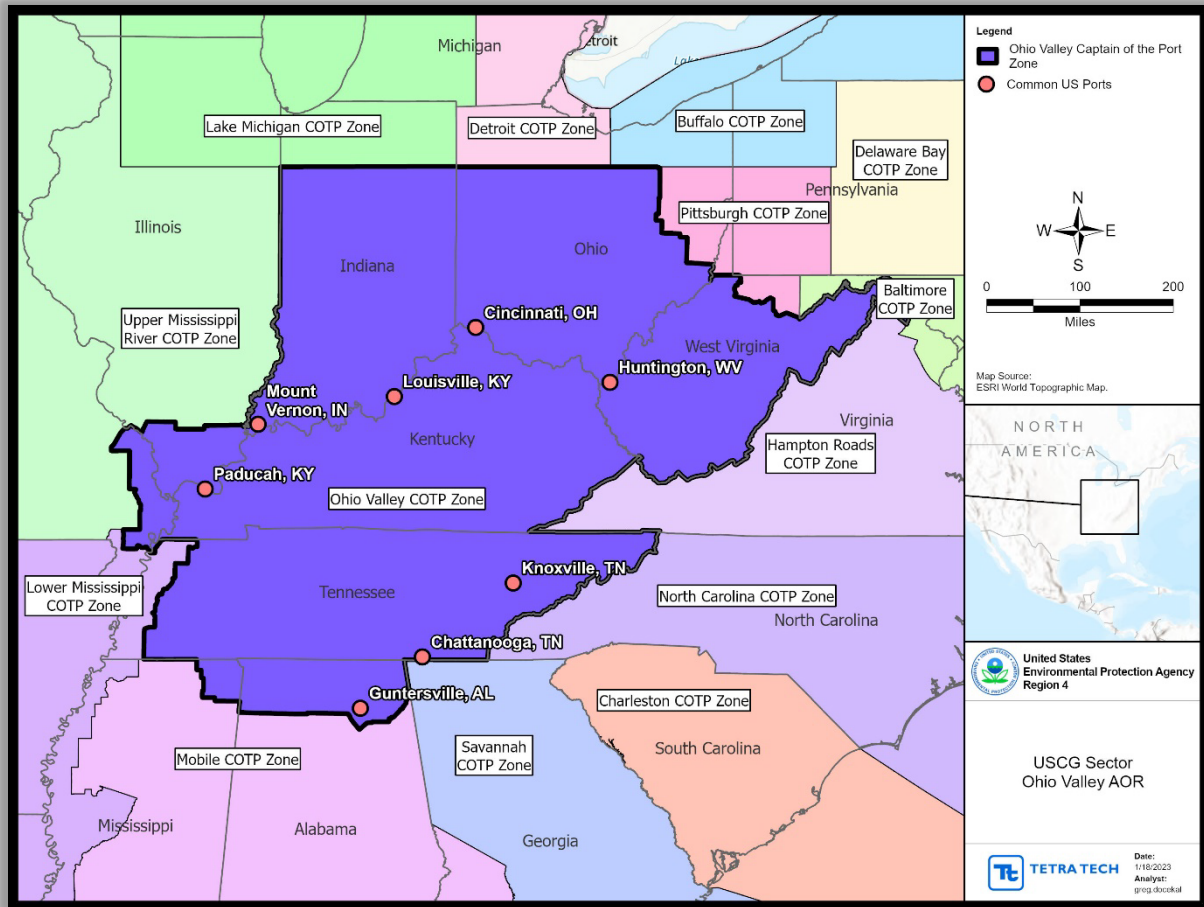 Michigan
etroit
Lake
Lake Michigan COTP Zone
Detroit COTP Zone
Buffalo COTP Zone
Delaware Bay
COTP Zone
Pennsylvania
Pittsburgh COTP Zone
Illinois
Indiana
Ohio
Baltimore
COTP Zone
Upper Mississippi
River COTP Zone
Cincinnati, OH
West Virginia
Huntington, WV
Louisville, KY
Mount
Vernon, IN
Kentucky
Virginia
Hampton Roads
COTP Zone
Paducah, KY
Ohio Valley COTP Zone
Knoxville, TN
Lower Mississippi
COTP Zone
Tennessee
North Carolina COTP Zone
North Carolina
Chattanooga, TN
Guntersville, AL
Charleston COTP Zone
Savannah
COTP Zone
South Carolina
Mobile COTP Zone
Mississippi
Alabama
Georgia
Legend
Ohio Valley Captain of the Port
Zone
Common US Ports
N
W E
S
0 100 200
Miles
Map Source:
ESRI World Topographic Map.
NORTH
AMERICA
United States
Environmental Protection Agency
Region 4
USCG Sector
Ohio Valley AOR
Tt
TETRA TECH
Date:
1/18/2023
Analyst:
greg.docekal